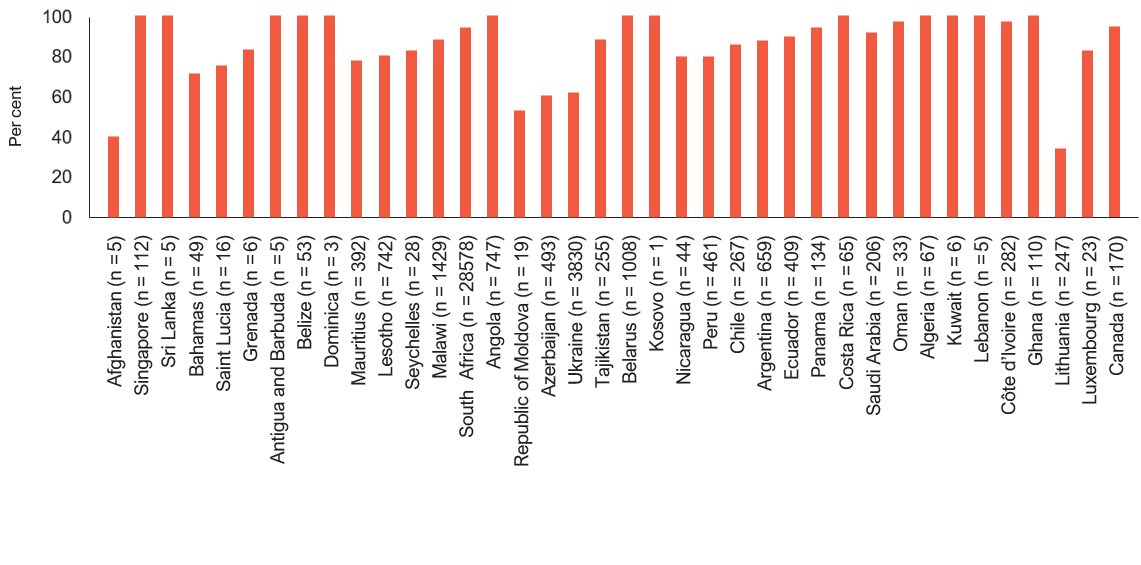 Per cent
100
80
60
40
20
0
Afghanistan (n = 5)
Singapore (n = 112)
Sri Lanka (n = 5)
Bahamas (n = 49)
Saint Lucia (n = 16)
Grenada (n = 6)
Antigua and Barbuda (n = 5)
Belize (n = 53)
Dominica (n = 3)
Mauritius (n = 392)
Lesotho (n = 742)
Seychelles (n = 28)
Malawi (n = 1429)
South Africa (n = 28578)
Angola (n = 747)
Republic of Moldova (n = 19)
Azerbaijan (n = 493)
Ukraine (n = 3830)
Tajikistan (n = 255)
Belarus (n = 1008)
Kosovo (n = 1)
Nicaragua (n = 44)
Peru (n = 461)
Chile (n = 267)
Argentina (n = 659)
Ecuador (n = 409)
Panama (n = 134)
Costa Rica (n = 65)
Saudi Arabia (n = 206)
Oman (n = 33)
Algeria (n = 67)
Kuwait (n = 6)
Lebanon (n = 5)
Côte d’Ivoire (n = 282)
Ghana (n = 110)
Lithuania (n = 247)
Luxembourg (n = 23)
Canada (n = 170)